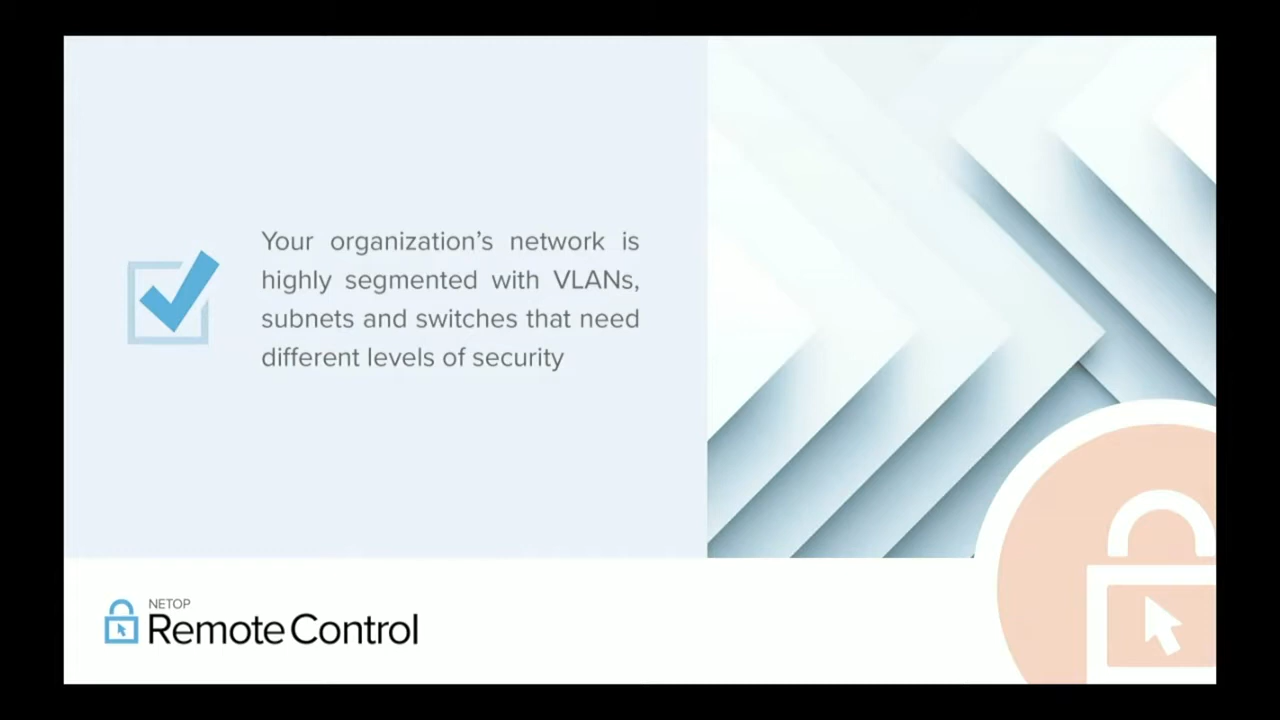 Your organization’s network is
highly segmented with VLANs,
subnets and switches that need
different levels of security
NETOP
Remote Control